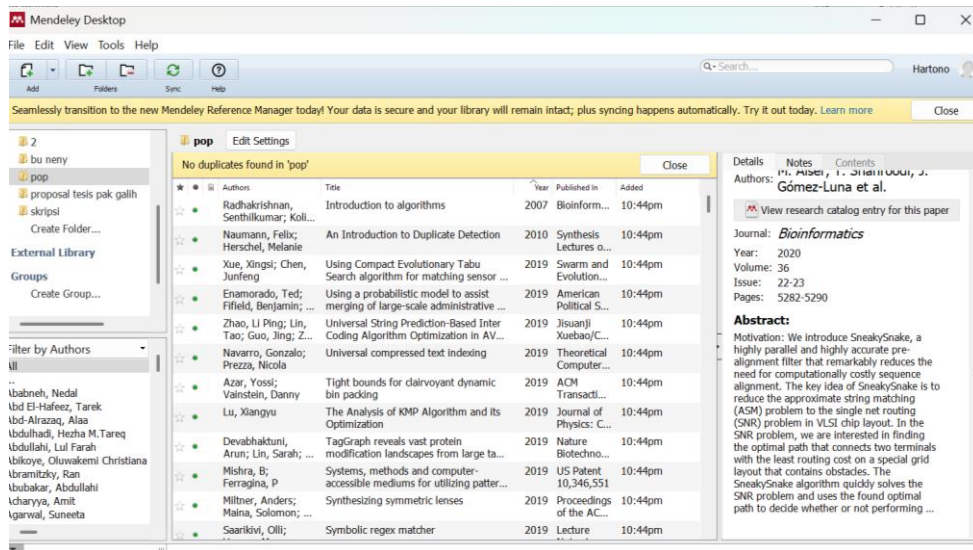 Mendeley Desktop
File Edit View Tools Help
Add Folders Sync Help
Search...
Hartono
Seamlessly transition to the new Mendeley Reference Manager today! Your data is secure and your library will remain intact; plus syncing happens automatically. Try it out today. Learn more
Close
2
bu neny
pop
proposal tesis pak galih
skripsi
Create Folder...
External Library
Groups
Create Group...
Filter by Authors
All
...
Ababneh, Nedal
Abd El-Hafeez, Tarek
Abd-Alrazaq, Alaa
Abdulhadi, Hezha M.Tareq
Abdullahi, Lul Farah
Abikoye, Oluwakemi Christiana
Abramitzky, Ran
Abubakar, Abdullahi
Acharyya, Amit
Agarwal, Suneeta
pop Edit Settings
No duplicates found in 'pop'
Close
Authors Title Year Published In Added
Radhakrishnan, Introduction to algorithms 2007 Bioinform... 10:44pm
Senthilkumar; Koli...
Naumann, Felix; An Introduction to Duplicate Detection 2010 Synthesis 10:44pm
Herschel, Melanie Lectures o...
Xue, Xingsi; Chen, Using Compact Evolutionary Tabu 2019 Swarm and 10:44pm
Junfeng Search algorithm for matching sensor ... Evolution...
Enamorado, Ted; Using a probabilistic model to assist 2019 American 10:44pm
Fifield, Benjamin; ... merging of large-scale administrative ... Political S...
Zhao, Li Ping; Lin, Universal String Prediction-Based Inter 2019 Jisuanji 10:44pm
Tao; Guo, Jing; Z... Coding Algorithm Optimization in AV... Xuebao/C...
Navarro, Gonzalo; Universal compressed text indexing 2019 Theoretical 10:44pm
Prezza, Nicola Computer...
Azar, Yossi; Tight bounds for clairvoyant dynamic 2019 ACM 10:44pm
Vainstein, Danny bin packing Transacti...
Lu, Xiangyu The Analysis of KMP Algorithm and its 2019 Journal of 10:44pm
Optimization Physics: C...
Devabhaktuni, TagGraph reveals vast protein 2019 Nature 10:44pm
Arun; Lin, Sarah; ... modification landscapes from large ta... Biotechno...
Mishra, B; Systems, methods and computer- 2019 US Patent 10:44pm
Ferragina, P accessible mediums for utilizing patter... 10,346,551
Miltner, Anders; Synthesizing symmetric lenses 2019 Proceedings 10:44pm
Maina, Solomon; ... of the AC...
Saarikivi, Olli; Symbolic regex matcher 2019 Lecture 10:44pm
Details Notes Contents
Authors: M. Alser, T. Shahroodi, J.
Gómez-Luna et al.
View research catalog entry for this paper
Journal: Bioinformatics
Year: 2020
Volume: 36
Issue: 22-23
Pages: 5282-5290
Abstract:
Motivation: We introduce SneakySnake, a
highly parallel and highly accurate pre-
alignment filter that remarkably reduces the
need for computationally costly sequence
alignment. The key idea of SneakySnake is to
reduce the approximate string matching
(ASM) problem to the single net routing
(SNR) problem in VLSI chip layout. In the
SNR problem, we are interested in finding
the optimal path that connects two terminals
with the least routing cost on a special grid
layout that contains obstacles. The
SneakySnake algorithm quickly solves the
SNR problem and uses the found optimal
path to decide whether or not performing ...